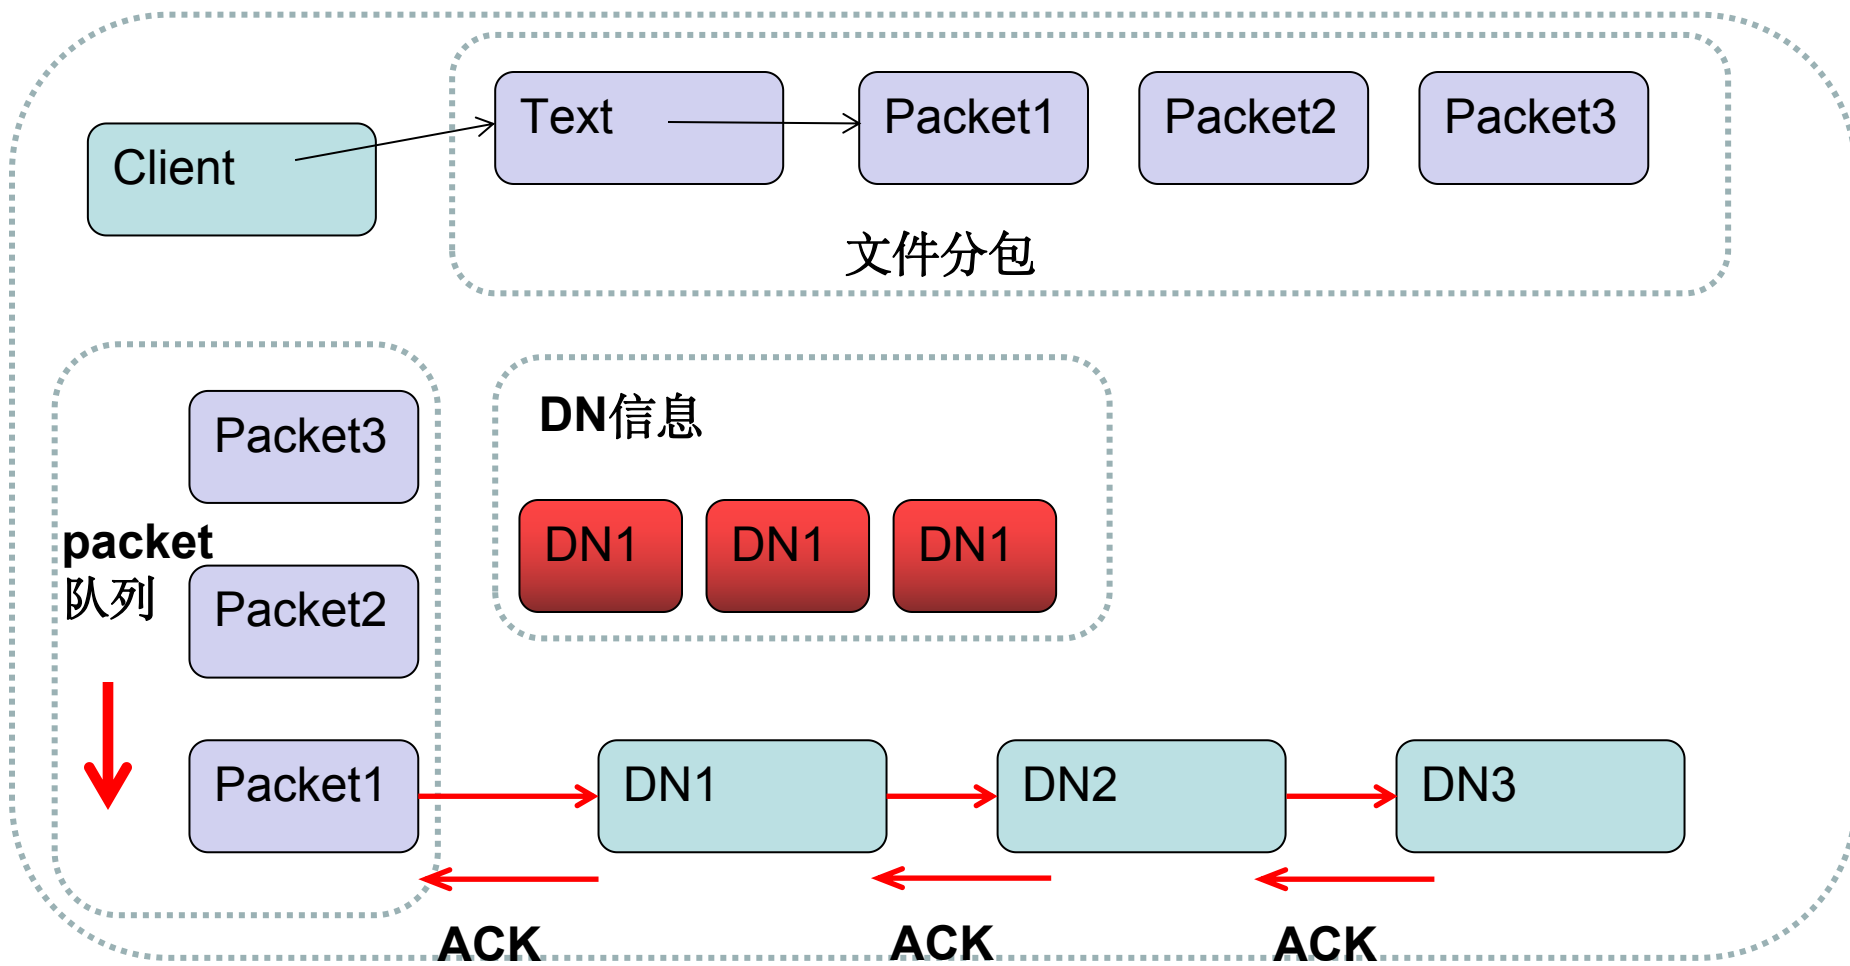 Client
Text
Packet1
Packet2
Packet3
文件分包
Packet3
packet
队列
Packet2
Packet1
DN信息
DN1
DN1
DN1
DN1
DN2
DN3
ACK
ACK
ACK